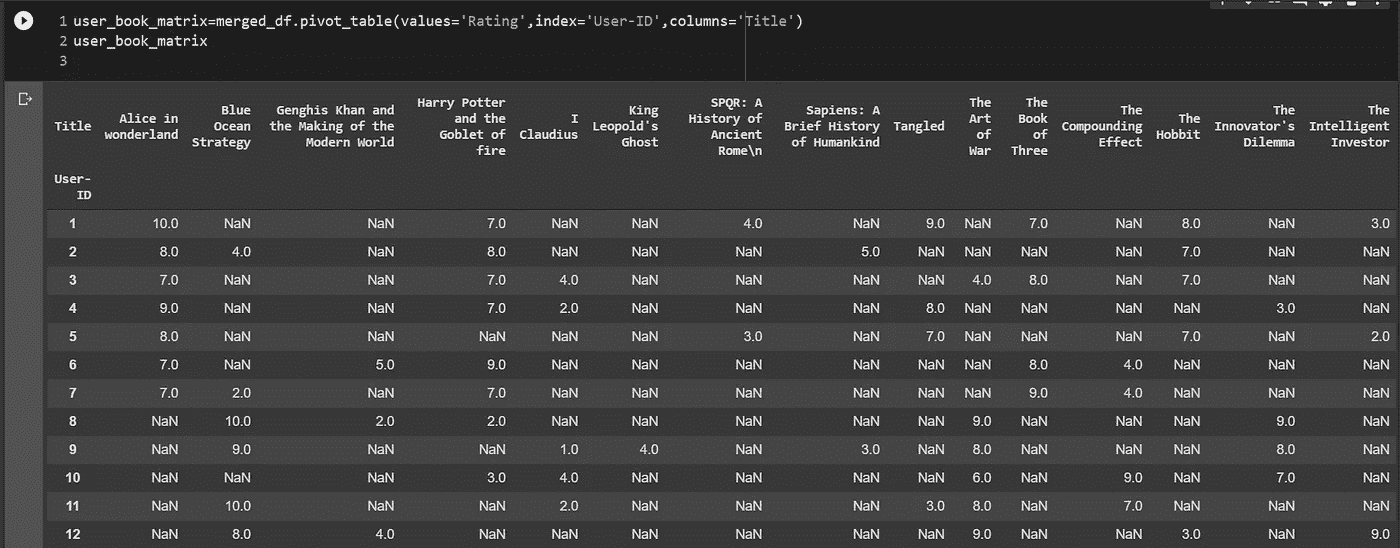 1 user_book_matrix=merged_df.pivot_table(values='Rating',index='User-ID',columns='Title')
2 user_book_matrix
3
Title Alice in wonderland Blue Ocean Strategy Genghis Khan and the Making of the Modern World Harry Potter and the Goblet of fire I Claudius King Leopold's Ghost SPQR: A History of Ancient Rome\n Sapiens: A Brief History of Humankind Tangled The Art of War The Book of Three The Compounding Effect The Hobbit The Innovator's Dilemma The Intelligent Investor
User-ID
1 10.0 NaN NaN 7.0 NaN NaN 4.0 NaN 9.0 NaN 7.0 NaN 8.0 NaN 3.0
2 8.0 4.0 NaN 8.0 NaN NaN NaN 5.0 NaN NaN NaN NaN 7.0 NaN NaN
3 7.0 NaN NaN 7.0 4.0 NaN NaN NaN NaN 4.0 8.0 NaN 7.0 NaN NaN
4 9.0 NaN NaN 7.0 2.0 NaN NaN NaN 8.0 NaN NaN NaN NaN 3.0 NaN
5 8.0 NaN NaN NaN NaN NaN 3.0 NaN 7.0 NaN NaN NaN 7.0 NaN 2.0
6 7.0 NaN 5.0 9.0 NaN NaN NaN NaN NaN NaN 8.0 4.0 NaN NaN NaN
7 7.0 2.0 NaN 7.0 NaN NaN NaN NaN NaN NaN 9.0 4.0 NaN NaN NaN
8 NaN 10.0 2.0 2.0 NaN NaN NaN NaN NaN 9.0 NaN NaN NaN 9.0 NaN
9 NaN 9.0 NaN NaN 1.0 4.0 NaN 3.0 NaN 8.0 NaN NaN NaN 8.0 NaN
10 NaN NaN NaN 3.0 4.0 NaN NaN NaN NaN 6.0 NaN 9.0 NaN 7.0 NaN
11 NaN 10.0 NaN NaN 2.0 NaN NaN NaN 3.0 8.0 NaN 7.0 NaN NaN NaN
12 NaN 8.0 4.0 NaN NaN NaN NaN NaN NaN 9.0 NaN NaN 3.0 NaN 9.0